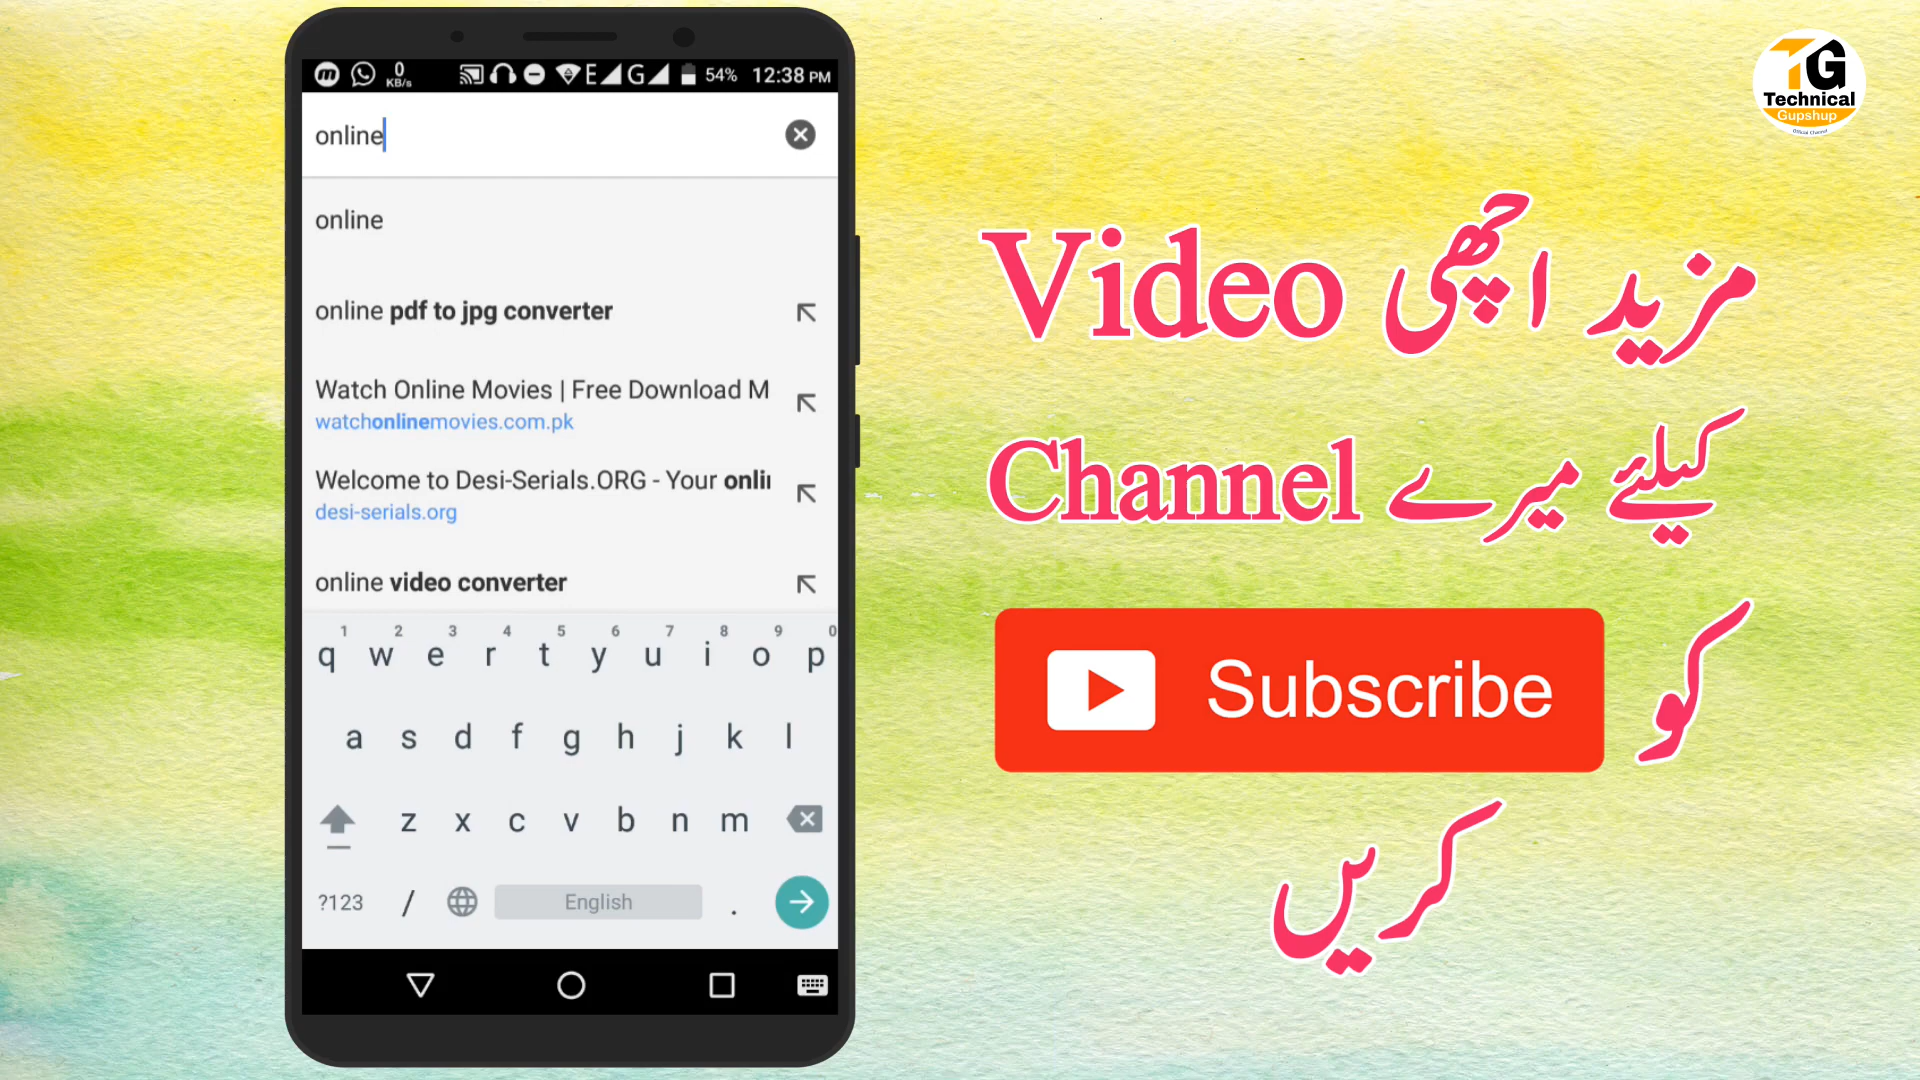 0
KB/s
E
G
54%
12:38 PM
online
online
online pdf to jpg converter
Watch Online Movies | Free Download M
watchonlinemovies.com.pk
Welcome to Desi-Serials.ORG - Your onli
desi-serials.org
online video converter
1 2 3 4 5 6 7 8 9 0
q w e r t y u i o p
a s d f g h j k l
z x c v b n m
?123 / English .
TG
Technical
Gupshup
Official Channel
مزید اچھی Video
کیلئے میرے Channel
کو Subscribe
کریں